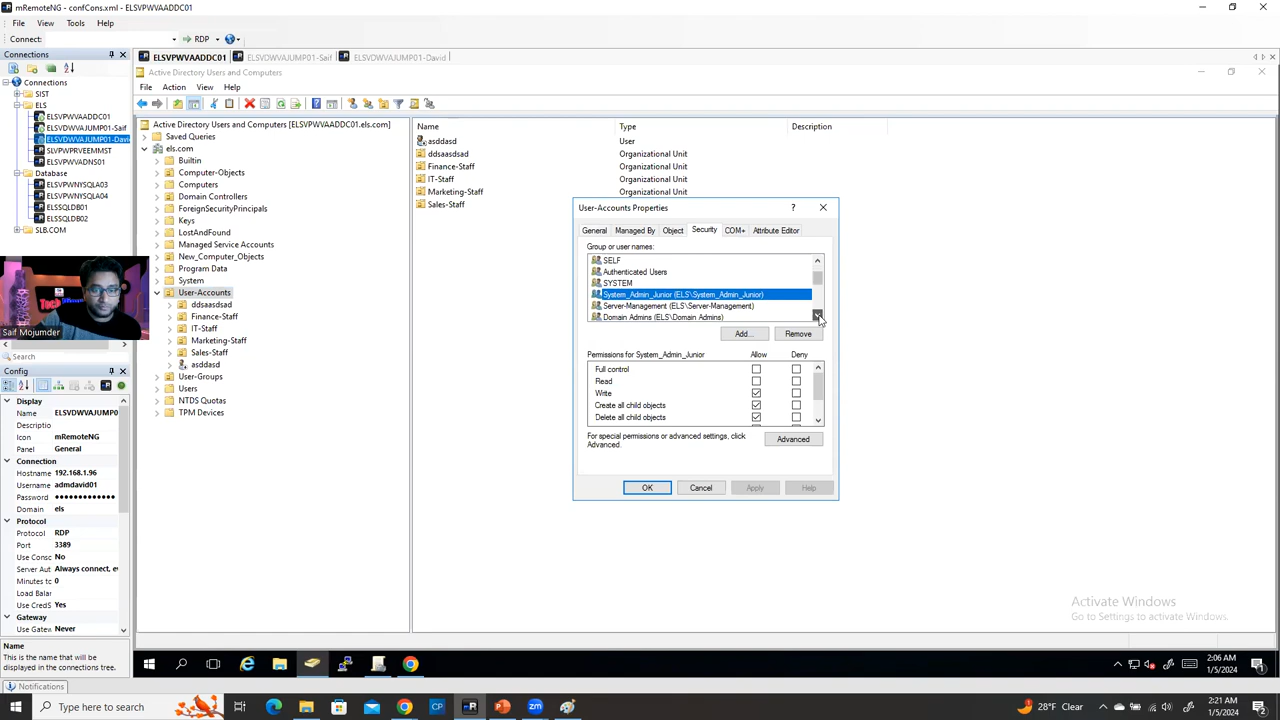 mRemoteNG - confCons.xml - ELSVPWVAADDC01
File View Tools Help
Connect: RDP
Connections
ELSVPWVAADDC01 ELSVDWVAJUMP01-Saif ELSVDWVAJUMP01-David
Active Directory Users and Computers
File Action View Help
Connections
SIST
ELS
ELSVPWVAADDC01
ELSVDWVAJUMP01-Saif
ELSVDWVAJUMP01-Davi
SLVPWPRVEEMMST
ELSVPWVADNS01
Database
ELSVPWNYSQLA03
ELSVPWNYSQLA04
ELSSQLDB01
ELSSQLDB02
SLB.COM
Saif Mojumder
Search
Config
Display
Name ELSVDWVAJUMP0
Descriptio
Icon mRemoteNG
Panel General
Connection
Hostname 192.168.1.96
Username admdavid01
Password ••••••••••••
Domain els
Protocol
Protocol RDP
Port 3389
Use Consc No
Server Aut Always connect, ev
Minutes to 0
Load Balar
Use CredS Yes
Gateway
Use Gatew Never
Name
This is the name that will be
displayed in the connections tree.
Notifications
Active Directory Users and Computers [ELSVPWVAADDC01.els.com]
Saved Queries
els.com
Builtin
Computer-Objects
Computers
Domain Controllers
ForeignSecurityPrincipals
Keys
LostAndFound
Managed Service Accounts
New_Computer_Objects
Program Data
System
User-Accounts
ddsaasdsad
Finance-Staff
IT-Staff
Marketing-Staff
Sales-Staff
asddasd
User-Groups
Users
NTDS Quotas
TPM Devices
Name Type Description
asddasd User
ddsaasdsad Organizational Unit
Finance-Staff Organizational Unit
IT-Staff Organizational Unit
Marketing-Staff Organizational Unit
Sales-Staff
User-Accounts Properties
General Managed By Object Security COM+ Attribute Editor
Group or user names:
SELF
Authenticated Users
SYSTEM
System_Admin_Junior (ELS\System_Admin_Junior)
Server-Management (ELS\Server-Management)
Domain Admins (ELS\Domain Admins)
Add... Remove
Permissions for System_Admin_Junior Allow Deny
Full control
Read
Write
Create all child objects
Delete all child objects
For special permissions or advanced settings, click
Advanced.
Advanced
OK Cancel Apply Help
Activate Windows
Go to Settings to activate Windows.
2:06 AM
1/5/2024
Type here to search
28°F Clear
2:21 AM
1/5/2024